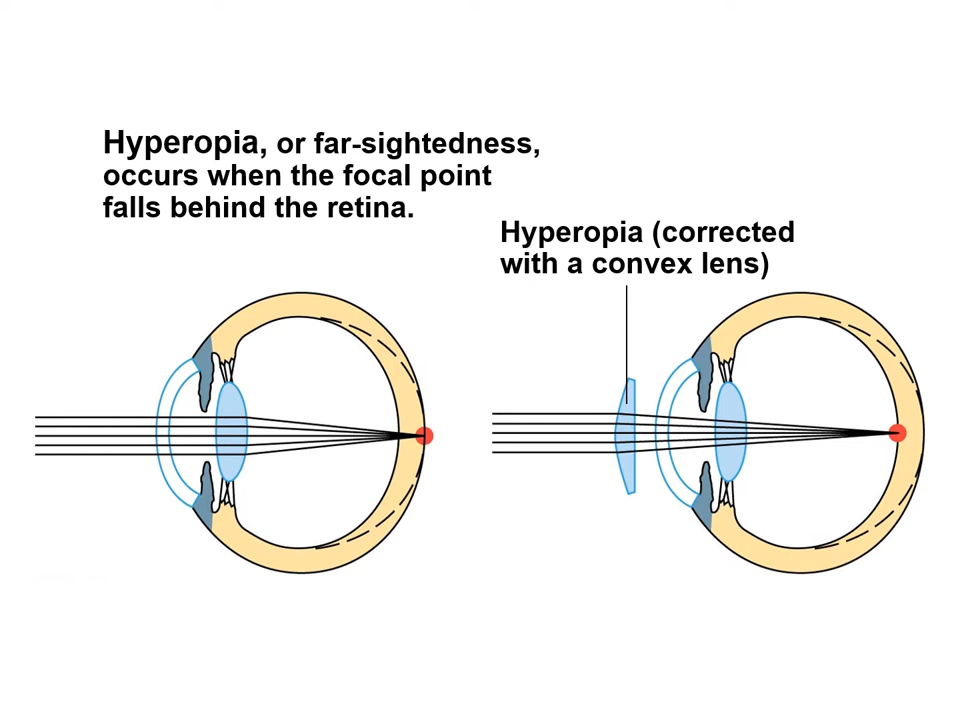 Hyperopia, or far-sightedness,
occurs when the focal point
falls behind the retina.
Hyperopia (corrected
with a convex lens)